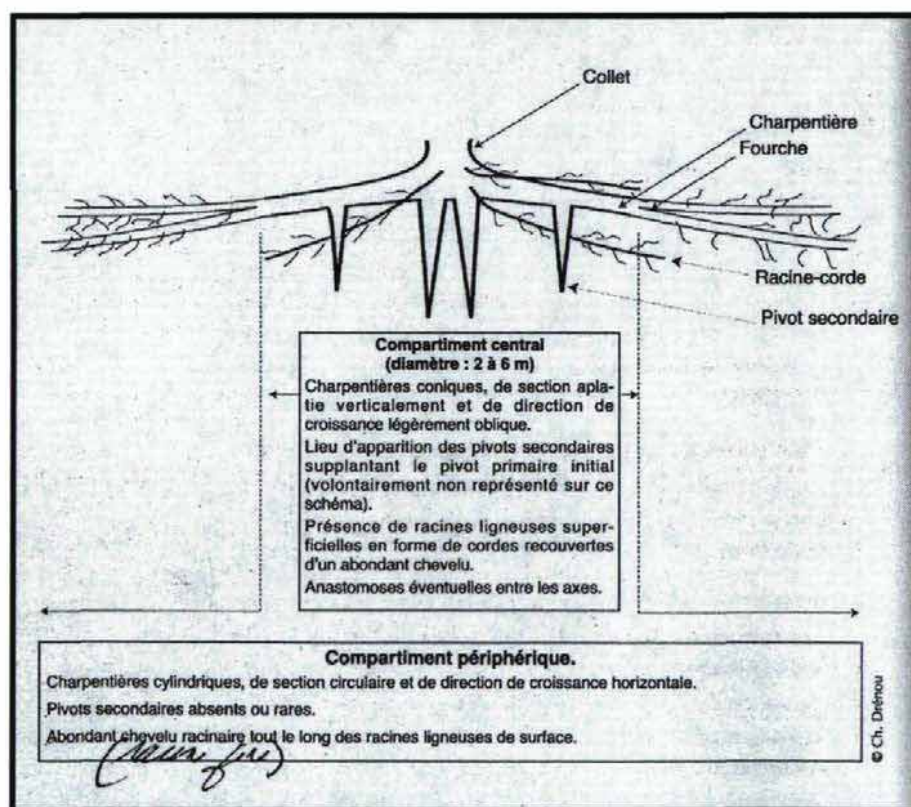 Collet
Charpentière
Fourche
Racine-corde
Pivot secondaire
Compartiment central
(diamètre : 2 à 6 m)
Charpentières coniques, de section apla-
tie verticalement et de direction de
croissance légèrement oblique.
Lieu d'apparition des pivots secondaires
supplantant le pivot primaire initial
(volontairement non représenté sur ce
schéma).
Présence de racines ligneuses super-
ficielles en forme de cordes recouvertes
d'un abondant chevelu.
Anastomoses éventuelles entre les axes.
Compartiment périphérique.
Charpentières cylindriques, de section circulaire et de direction de croissance horizontale.
Pivots secondaires absents ou rares.
Abondant chevelu racinaire tout le long des racines ligneuses de surface.
© Ch. Drénou